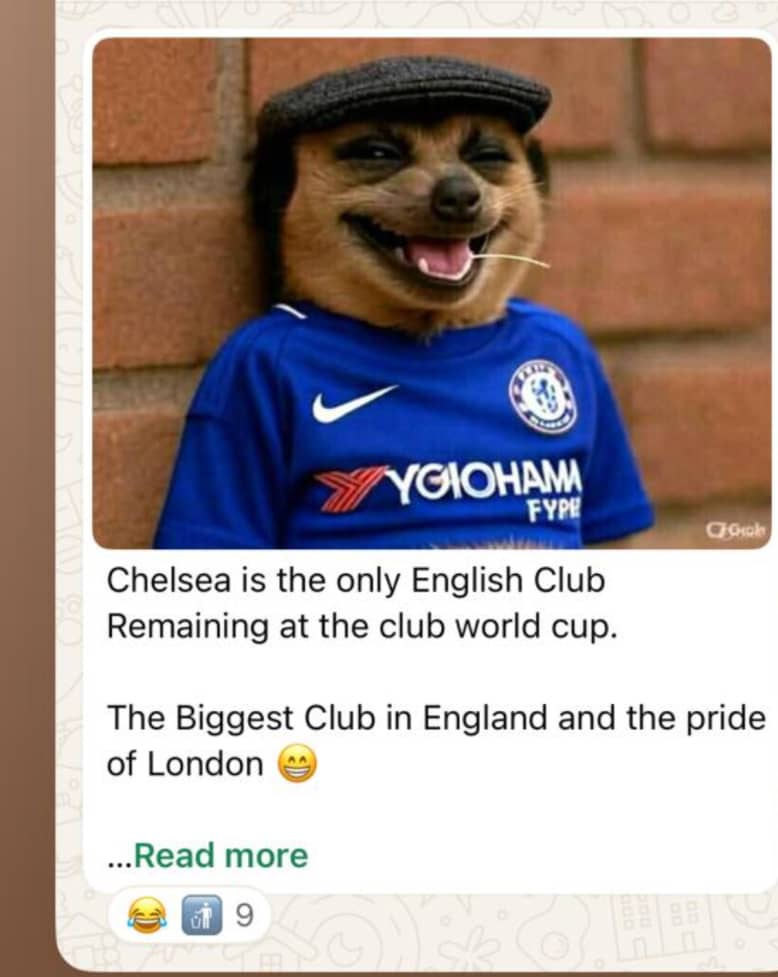 YOIOHAMA
FYPE
Chelsea is the only English Club
Remaining at the club world cup.
The Biggest Club in England and the pride
of London 😁
...Read more
😂 🚮 9